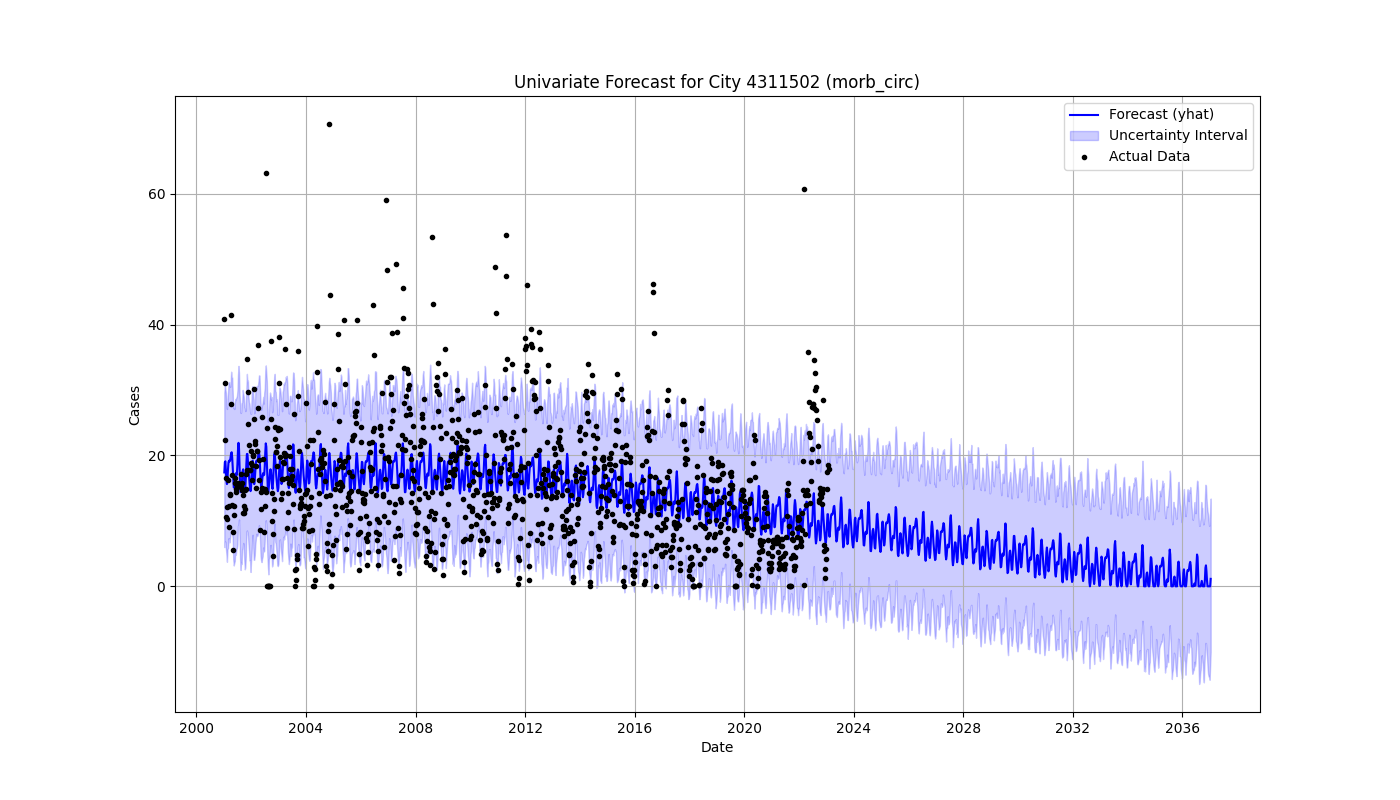 Univariate Forecast for City 4311502 (morb_circ)
Forecast (yhat)
Uncertainty Interval
Actual Data
Cases
60
40
20
0
2000 2004 2008 2012 2016 2020 2024 2028 2032 2036
Date